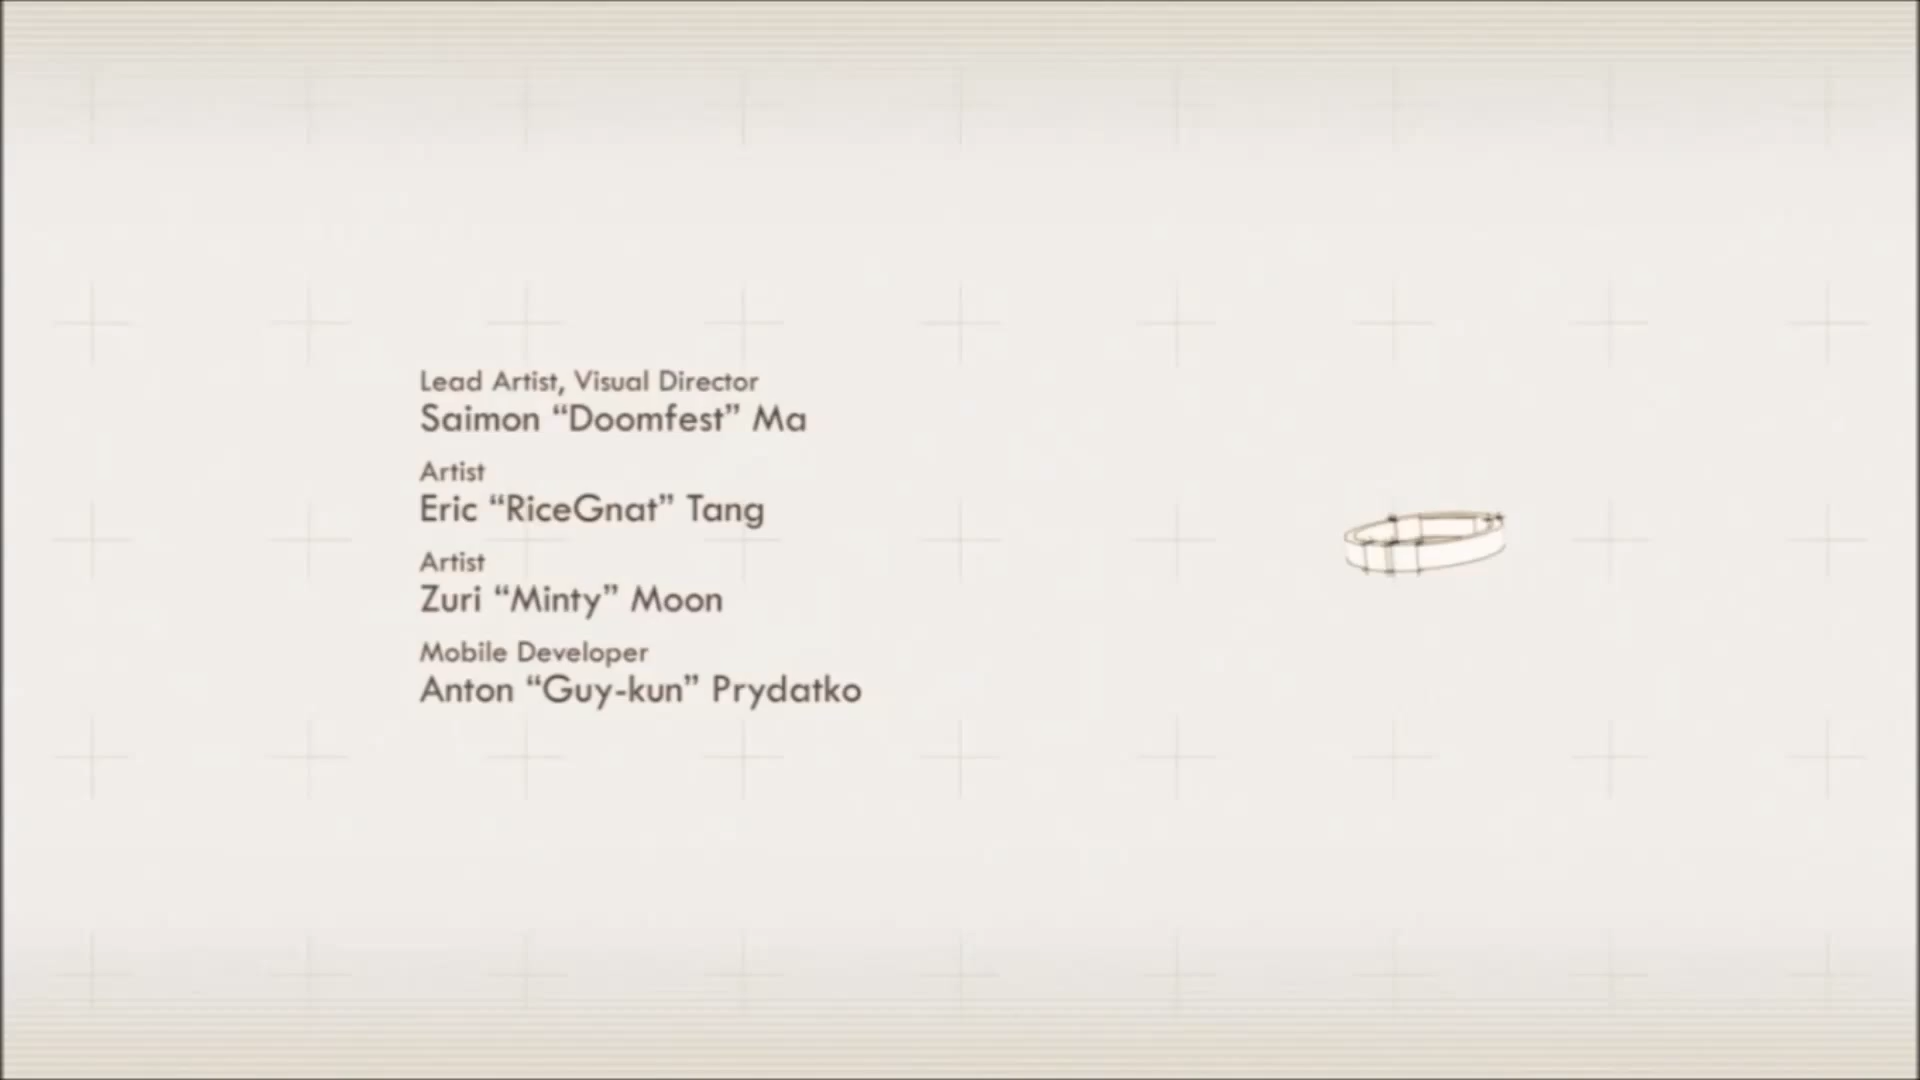 Lead Artist, Visual Director
Saimon “Doomfest” Ma
Artist
Eric “RiceGnat” Tang
Artist
Zuri “Minty” Moon
Mobile Developer
Anton “Guy-kun” Prydatko